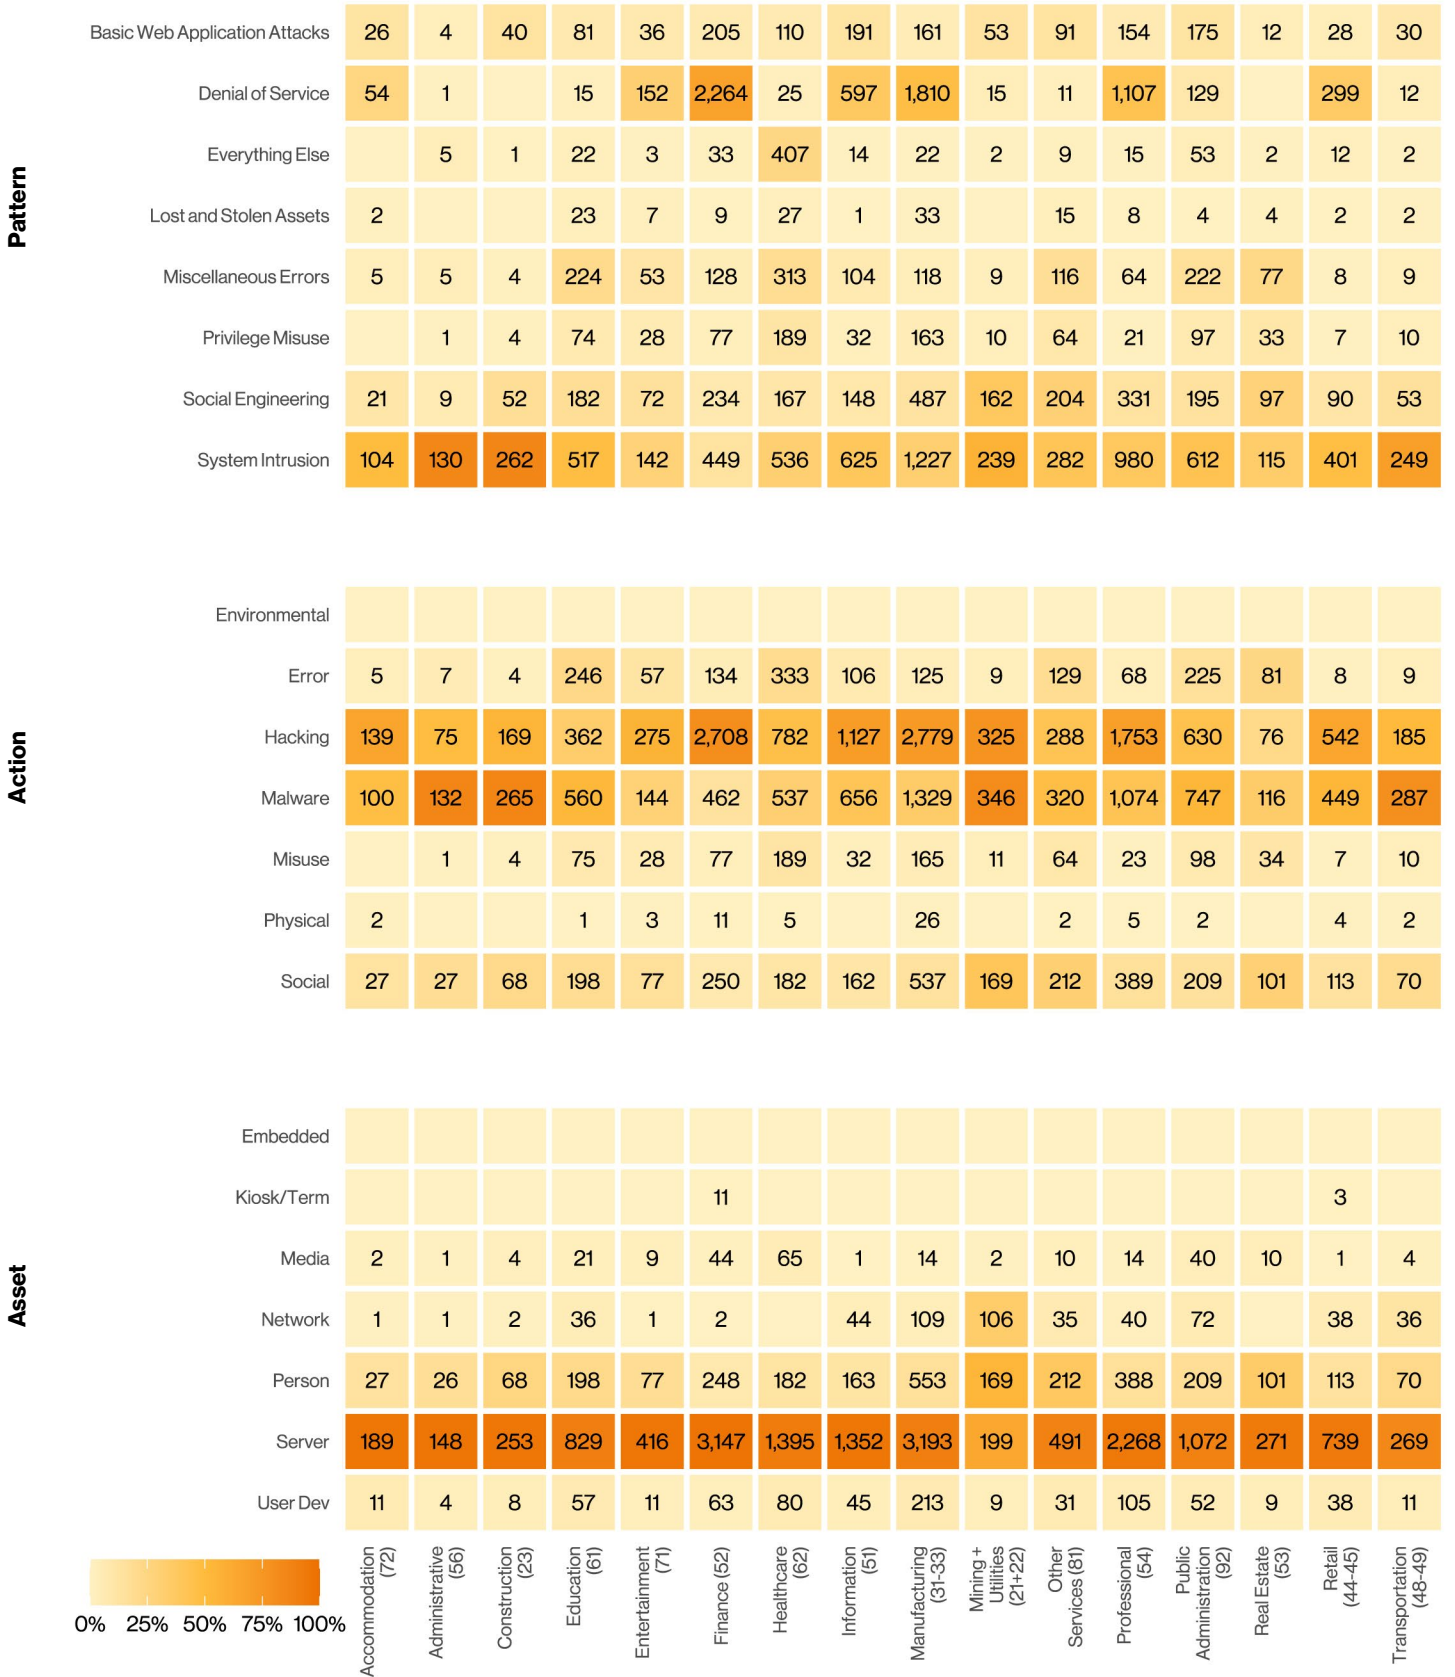 Pattern
Basic Web Application Attacks 26 4 40 81 36 205 110 191 161 53 91 154 175 12 28 30
Denial of Service 54 1 15 152 2,264 25 597 1,810 15 11 1,107 129 299 12
Everything Else 5 1 22 3 33 407 14 22 2 9 15 53 2 12 2
Lost and Stolen Assets 2 23 7 9 27 1 33 15 8 4 4 2 2
Miscellaneous Errors 5 5 4 224 53 128 313 104 118 9 116 64 222 77 8 9
Privilege Misuse 1 4 74 28 77 189 32 163 10 64 21 97 33 7 10
Social Engineering 21 9 52 182 72 234 167 148 487 162 204 331 195 97 90 53
System Intrusion 104 130 262 517 142 449 536 625 1,227 239 282 980 612 115 401 249
Action
Environmental
Error 5 7 4 246 57 134 333 106 125 9 129 68 225 81 8 9
Hacking 139 75 169 362 275 2,708 782 1,127 2,779 325 288 1,753 630 76 542 185
Malware 100 132 265 560 144 462 537 656 1,329 346 320 1,074 747 116 449 287
Misuse 1 4 75 28 77 189 32 165 11 64 23 98 34 7 10
Physical 2 1 3 11 5 26 2 5 2 4 2
Social 27 27 68 198 77 250 182 162 537 169 212 389 209 101 113 70
Asset
Embedded
Kiosk/Term 11 3
Media 2 1 4 21 9 44 65 1 14 2 10 14 40 10 1 4
Network 1 1 2 36 1 2 44 109 106 35 40 72 38 36
Person 27 26 68 198 77 248 182 163 553 169 212 388 209 101 113 70
Server 189 148 253 829 416 3,147 1,395 1,352 3,193 199 491 2,268 1,072 271 739 269
User Dev 11 4 8 57 11 63 80 45 213 9 31 105 52 9 38 11
0% 25% 50% 75% 100%
Accommodation
(72)
Administrative
(56)
Construction
(23)
Education
(61)
Entertainment
(71)
Finance (52)
Healthcare
(62)
Information
(51)
Manufacturing
(31-33)
Mining +
Utilities
(21+22)
Other
Services (81)
Professional
(54)
Public
Administration
(92)
Real Estate
(53)
Retail
(44-45)
Transportation
(48-49)